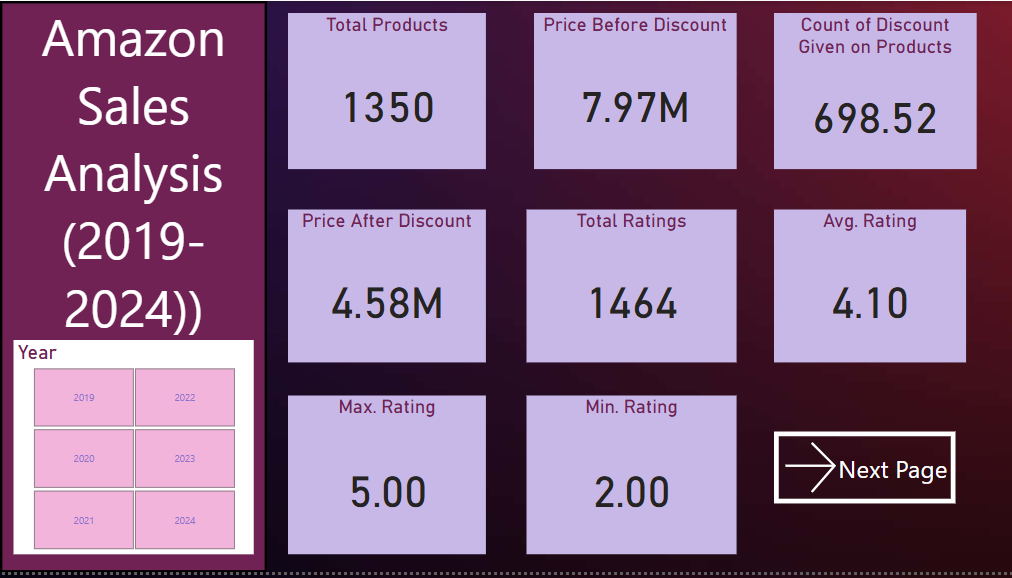 Amazon
Sales
Analysis
(2019-
2024))
Year
2019
2022
2020
2023
2021
2024
Total Products
1350
Price Before Discount
7.97M
Count of Discount
Given on Products
698.52
Price After Discount
4.58M
Total Ratings
1464
Avg. Rating
4.10
Max. Rating
5.00
Min. Rating
2.00
Next Page